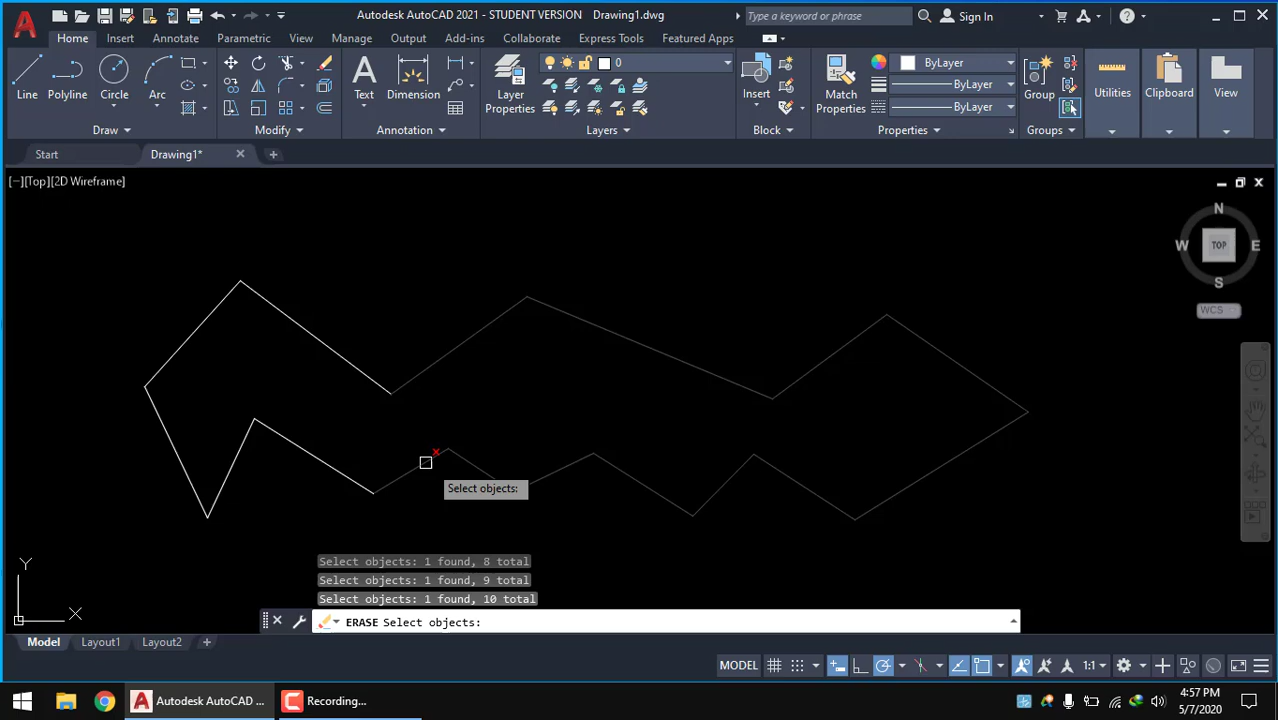 Autodesk AutoCAD 2021 - STUDENT VERSION Drawing1.dwg
Type a keyword or phrase
Sign In
Home Insert Annotate Parametric View Manage Output Add-ins Collaborate Express Tools Featured Apps
0
ByLayer
ByLayer
ByLayer
Line Polyline Circle Arc
Text Dimension
Layer Properties
Insert
Match Properties
Group
Utilities
Clipboard
View
Draw
Modify
Annotation
Layers
Block
Properties
Groups
Start
Drawing1*
[−][Top][2D Wireframe]
N
W
TOP
E
S
WCS
Select objects:
Select objects: 1 found, 8 total
Select objects: 1 found, 9 total
Select objects: 1 found, 10 total
Y
X
ERASE Select objects:
Model Layout1 Layout2
MODEL
1:1
Autodesk AutoCAD ...
Recording...
4:57 PM
5/7/2020